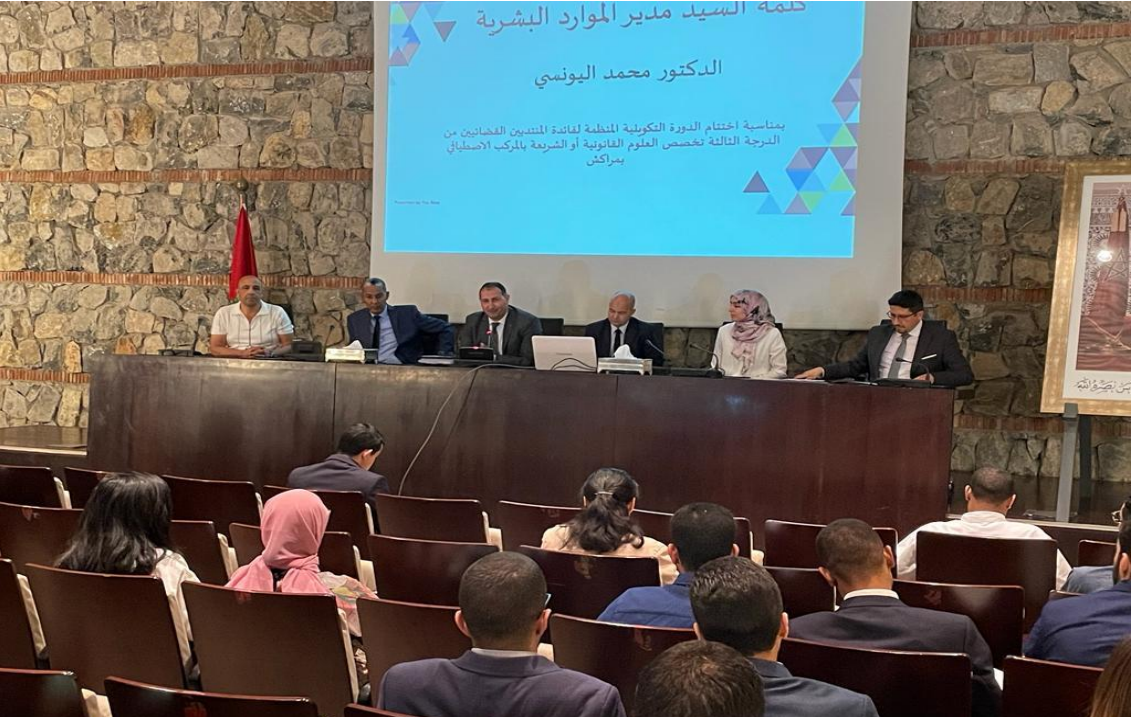 كلمة السيد مدير الموارد البشرية
الدكتور محمد اليونسي
بمناسبة اختتام الدورة التكوينية المنظمة لفائدة المنتدبين القضائيين من
الدرجة الثالثة تخصص العلوم القانونية أو الشريعة بالمركب الاصطيافي
بمراكش